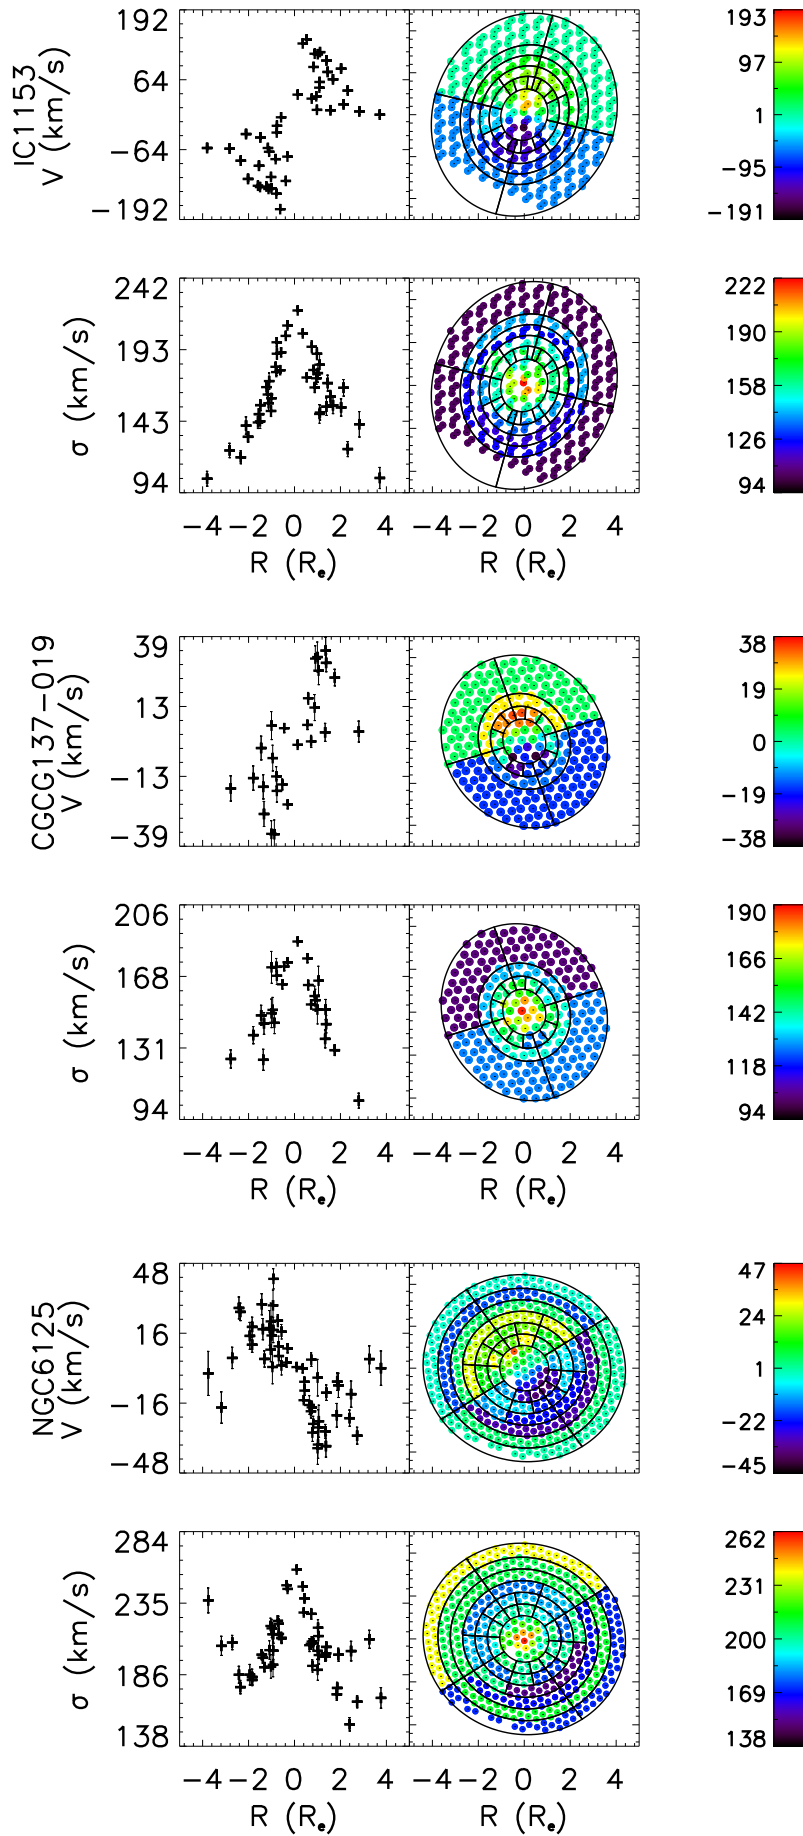 IC1153
V (km/s)
192
64
−64
−192
193
97
1
−95
−191
σ (km/s)
242
193
143
94
222
190
158
126
94
−4 −2 0 2 4
−4 −2 0 2 4
R (Re)
R (Re)
CGCG137−019
V (km/s)
39
13
−13
−39
38
19
0
−19
−38
σ (km/s)
206
168
131
94
190
166
142
118
94
−4 −2 0 2 4
−4 −2 0 2 4
R (Re)
R (Re)
NGC6125
V (km/s)
48
16
−16
−48
47
24
1
−22
−45
σ (km/s)
284
235
186
138
262
231
200
169
138
−4 −2 0 2 4
−4 −2 0 2 4
R (Re)
R (Re)